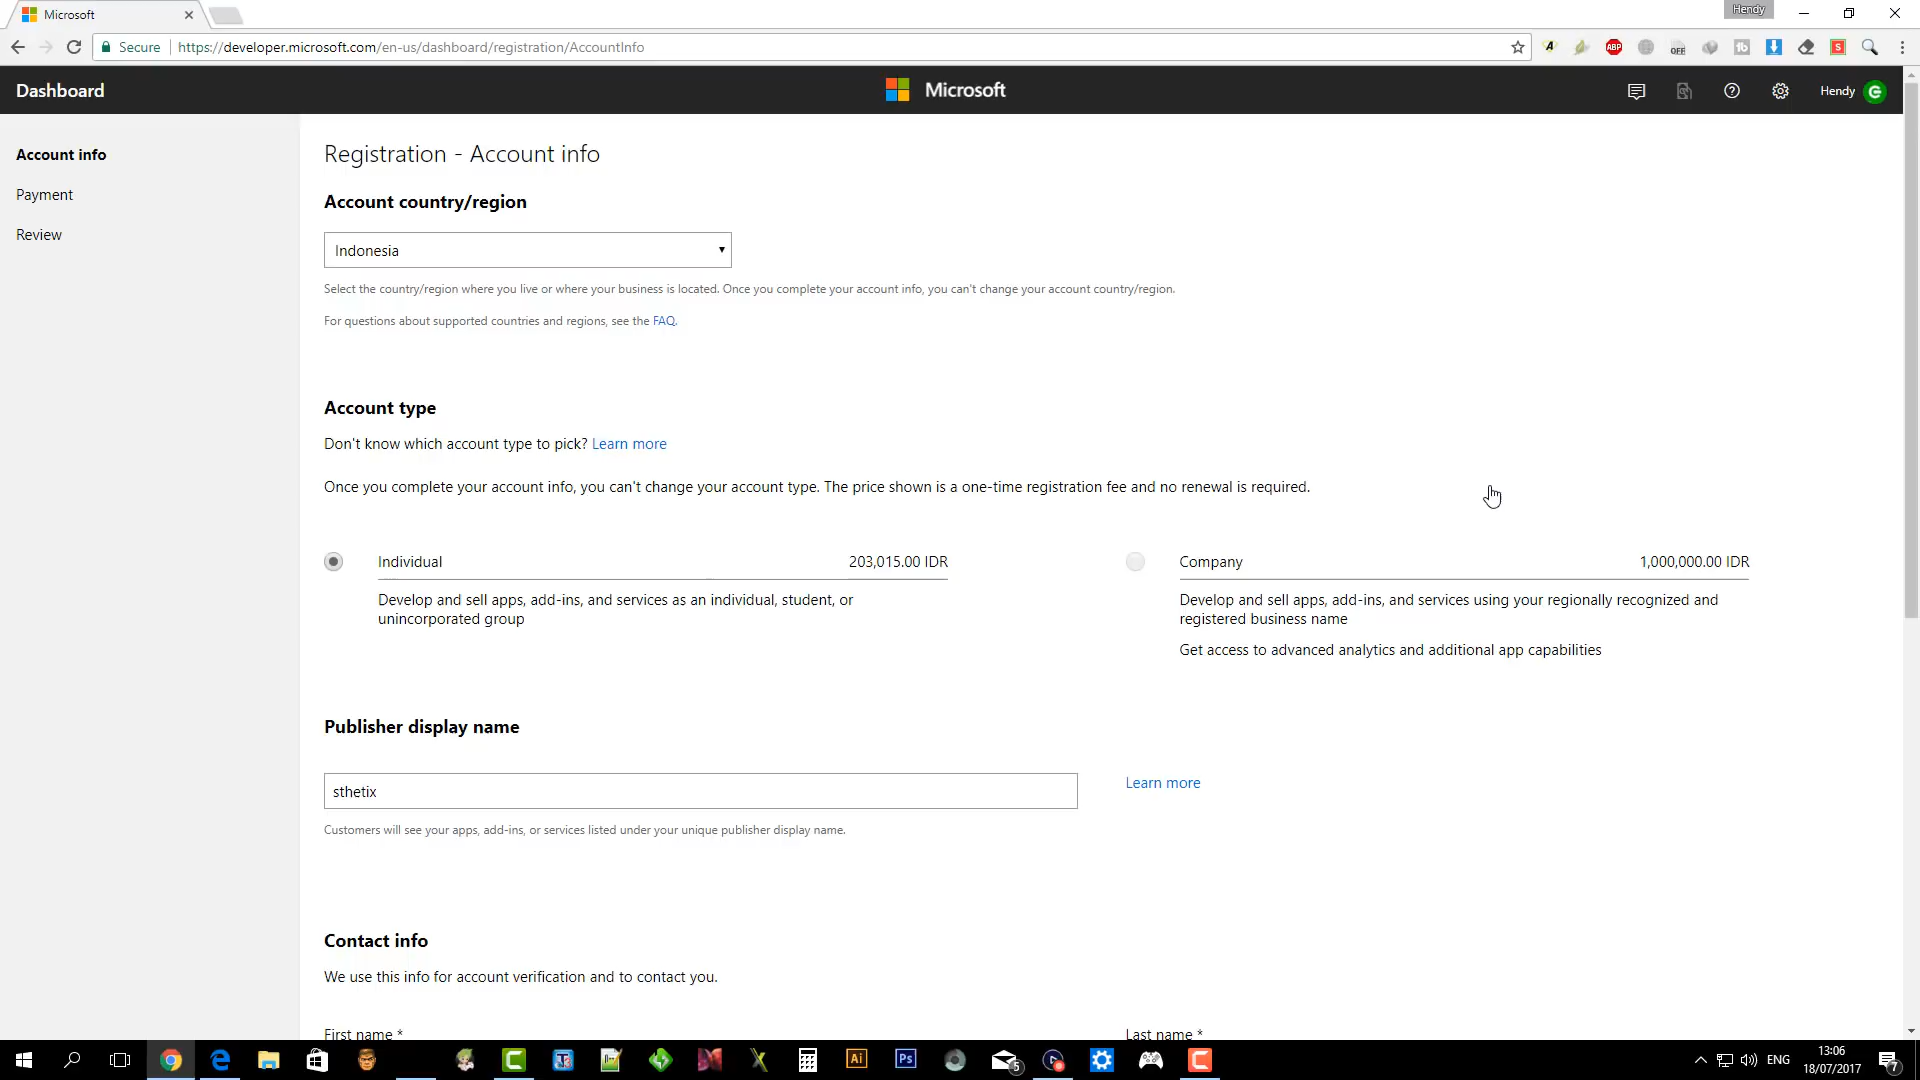 Microsoft
Hendy
Secure
https://developer.microsoft.com/en-us/dashboard/registration/AccountInfo
ABP
OFF
Dashboard
Microsoft
Hendy
Account info
Payment
Review
Registration - Account info
Account country/region
Indonesia
Select the country/region where you live or where your business is located. Once you complete your account info, you can't change your account country/region.
For questions about supported countries and regions, see the FAQ.
Account type
Don't know which account type to pick? Learn more
Once you complete your account info, you can't change your account type. The price shown is a one-time registration fee and no renewal is required.
Individual 203,015.00 IDR
Develop and sell apps, add-ins, and services as an individual, student, or
unincorporated group
Company 1,000,000.00 IDR
Develop and sell apps, add-ins, and services using your regionally recognized and
registered business name
Get access to advanced analytics and additional app capabilities
Publisher display name
sthetix
Learn more
Customers will see your apps, add-ins, or services listed under your unique publisher display name.
Contact info
We use this info for account verification and to contact you.
First name *
Last name *
Ai
Ps
5
ENG
13:06
18/07/2017
7